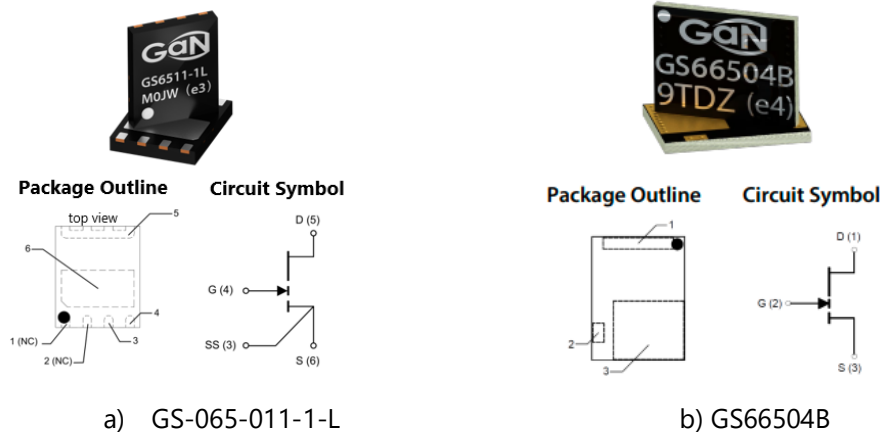 GaN
GS6511-1L
M0JW (e3)
Package Outline
Circuit Symbol
top view
5
6
4
1 (NC)
3
2 (NC)
D (5)
G (4)
SS (3)
S (6)
a) GS-065-011-1-L
GaN
GS66504B
9TDZ (e4)
Package Outline
Circuit Symbol
1
2
3
D (1)
G (2)
S (3)
b) GS66504B